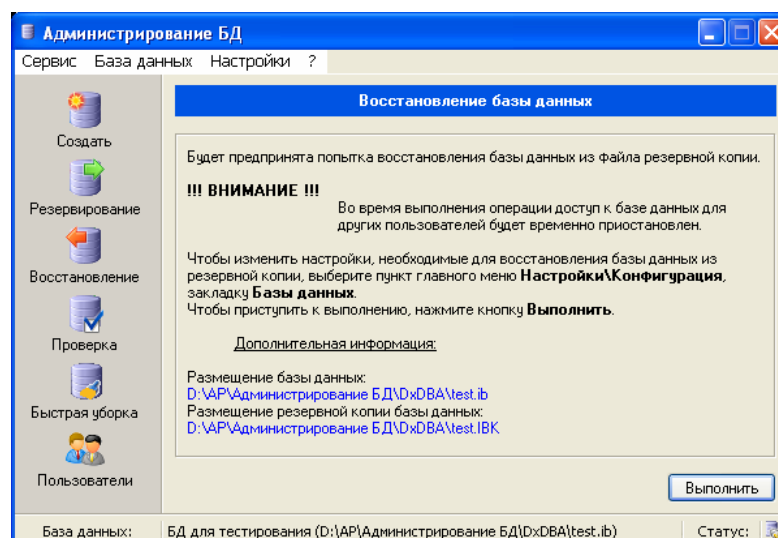 Администрирование БД
Сервис База данных Настройки ?
Создать
Резервирование
Восстановление
Проверка
Быстрая уборка
Пользователи
Восстановление базы данных
Будет предпринята попытка восстановления базы данных из файла резервной копии.
!!! ВНИМАНИЕ !!!
Во время выполнения операции доступ к базе данных для
других пользователей будет временно приостановлен.
Чтобы изменить настройки, необходимые для восстановления базы данных из
резервной копии, выберите пункт главного меню Настройки\Конфигурация,
закладку Базы данных.
Чтобы приступить к выполнению, нажмите кнопку Выполнить.
Дополнительная информация:
Размещение базы данных:
D:\АР\Администрирование БД\DxDBA\test.ib
Размещение резервной копии базы данных:
D:\АР\Администрирование БД\DxDBA\test.IBK
Выполнить
База данных: БД для тестирования (D:\АР\Администрирование БД\DxDBA\test.ib) Статус: